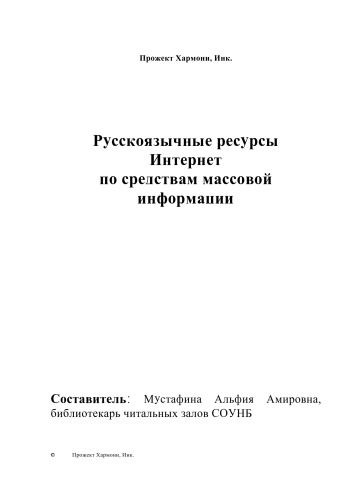 Прожект Хармони, Инк.
Русскоязычные ресурсы
Интернет
по средствам массовой
информации
Составитель: Мустафина Альфия Амировна,
библиотекарь читальных залов СОУНБ
© Прожект Хармони, Инк.